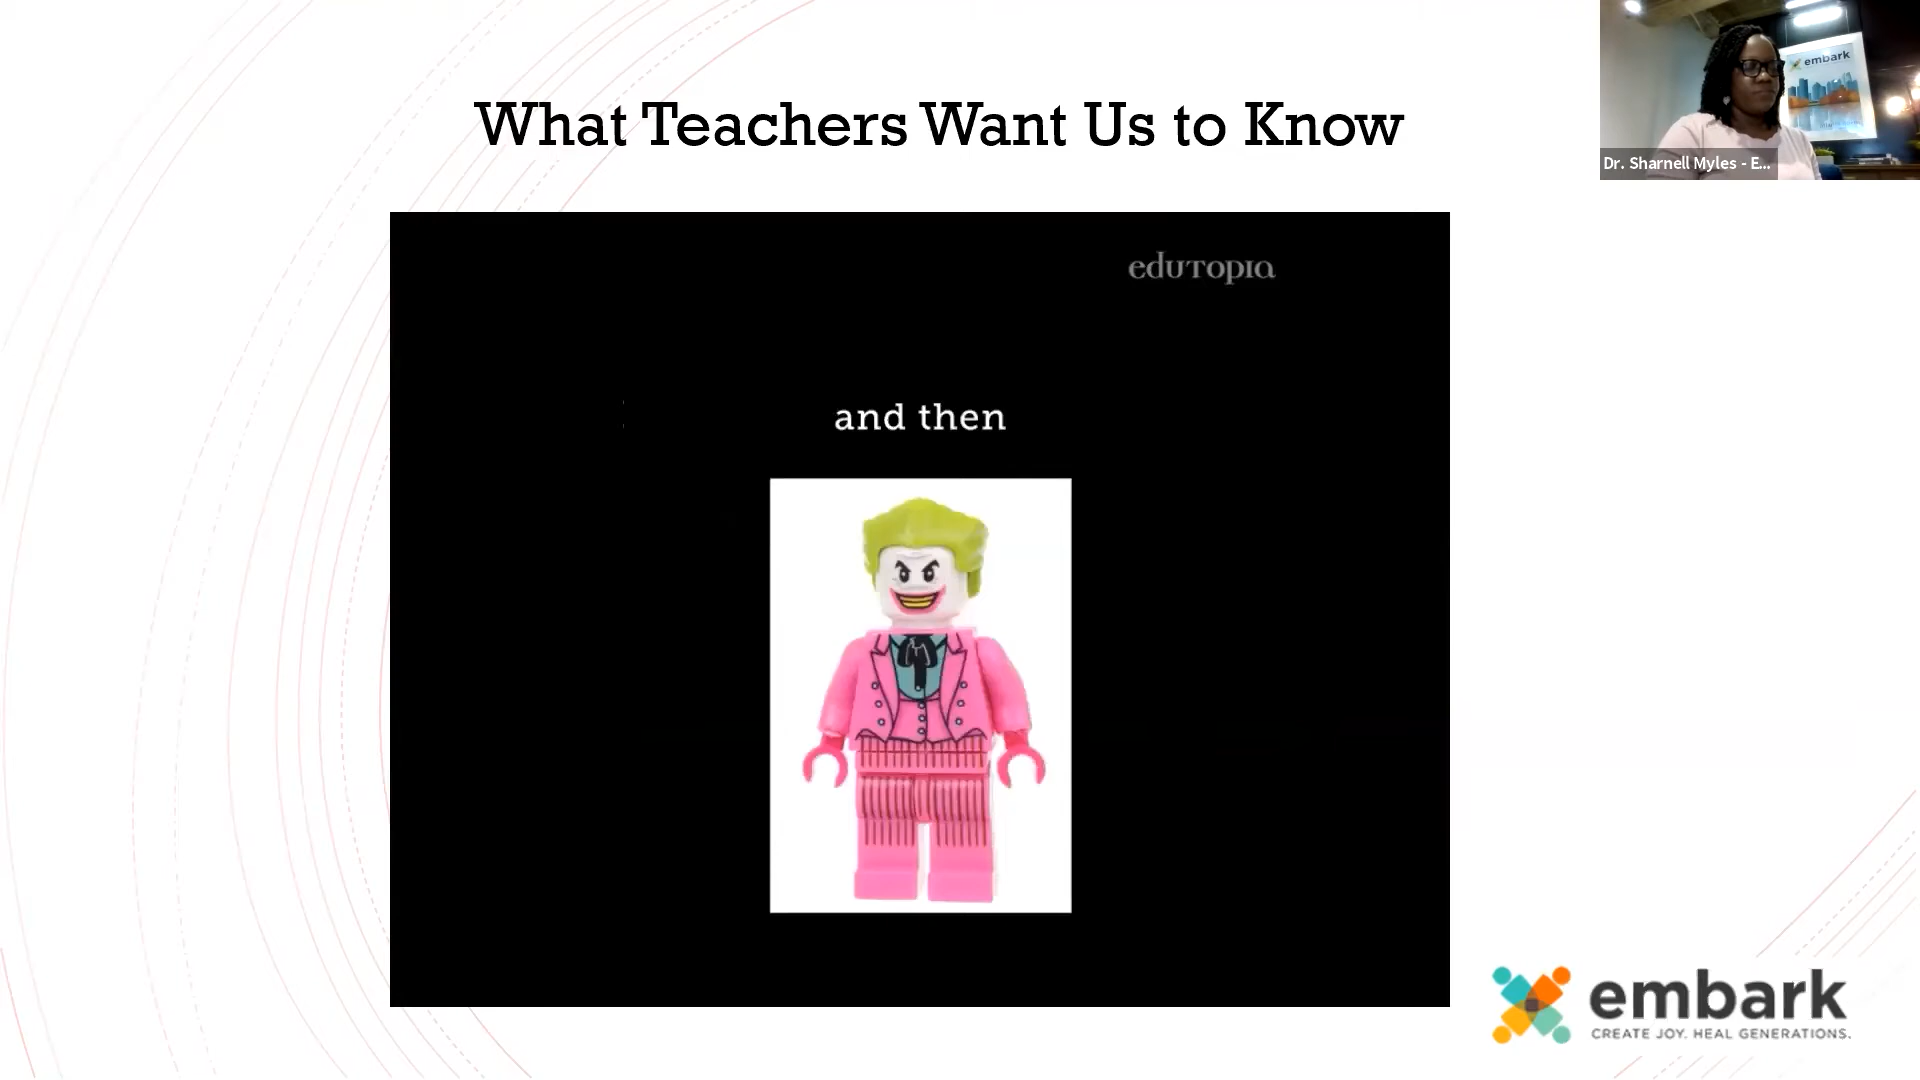 What Teachers Want Us to Know
embark
Dr. Sharnell Myles - E...
edutopia
and then
embark
CREATE JOY. HEAL GENERATIONS.